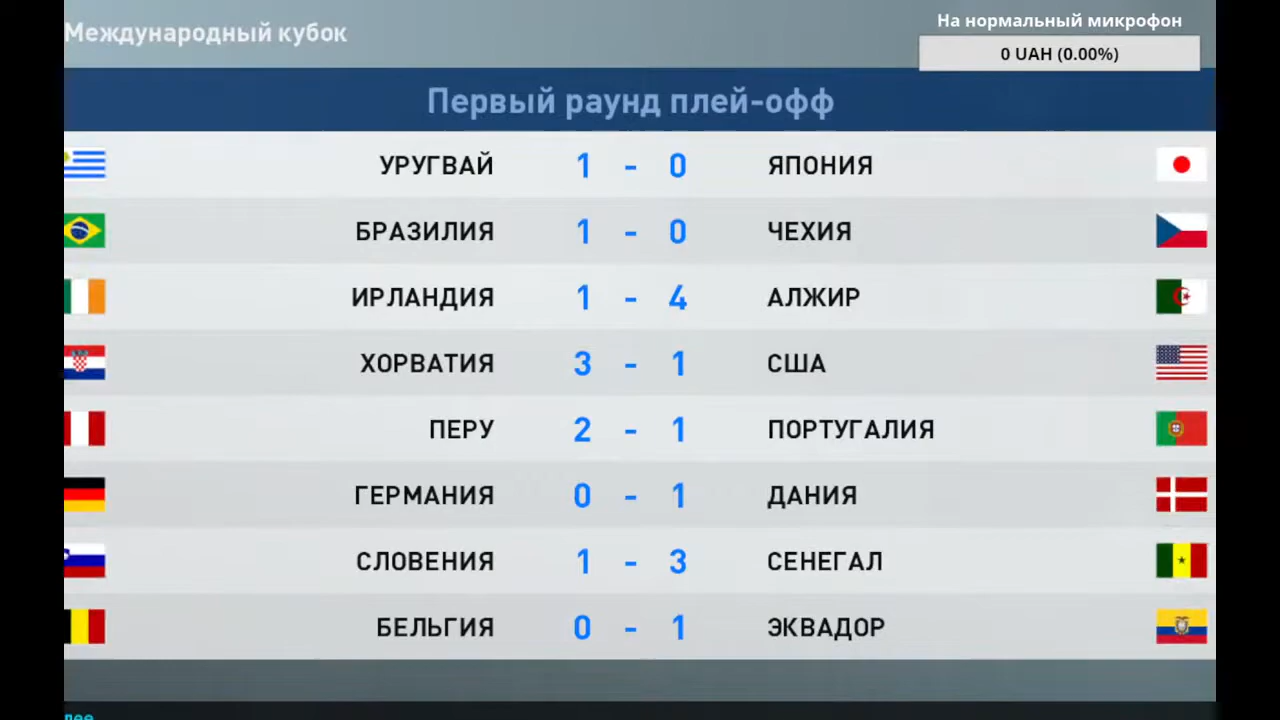 Международный кубок
На нормальный микрофон
0 UAH (0.00%)
Первый раунд плей-офф
УРУГВАЙ 1 - 0 ЯПОНИЯ
БРАЗИЛИЯ 1 - 0 ЧЕХИЯ
ИРЛАНДИЯ 1 - 4 АЛЖИР
ХОРВАТИЯ 3 - 1 США
ПЕРУ 2 - 1 ПОРТУГАЛИЯ
ГЕРМАНИЯ 0 - 1 ДАНИЯ
СЛОВЕНИЯ 1 - 3 СЕНЕГАЛ
БЕЛЬГИЯ 0 - 1 ЭКВАДОР